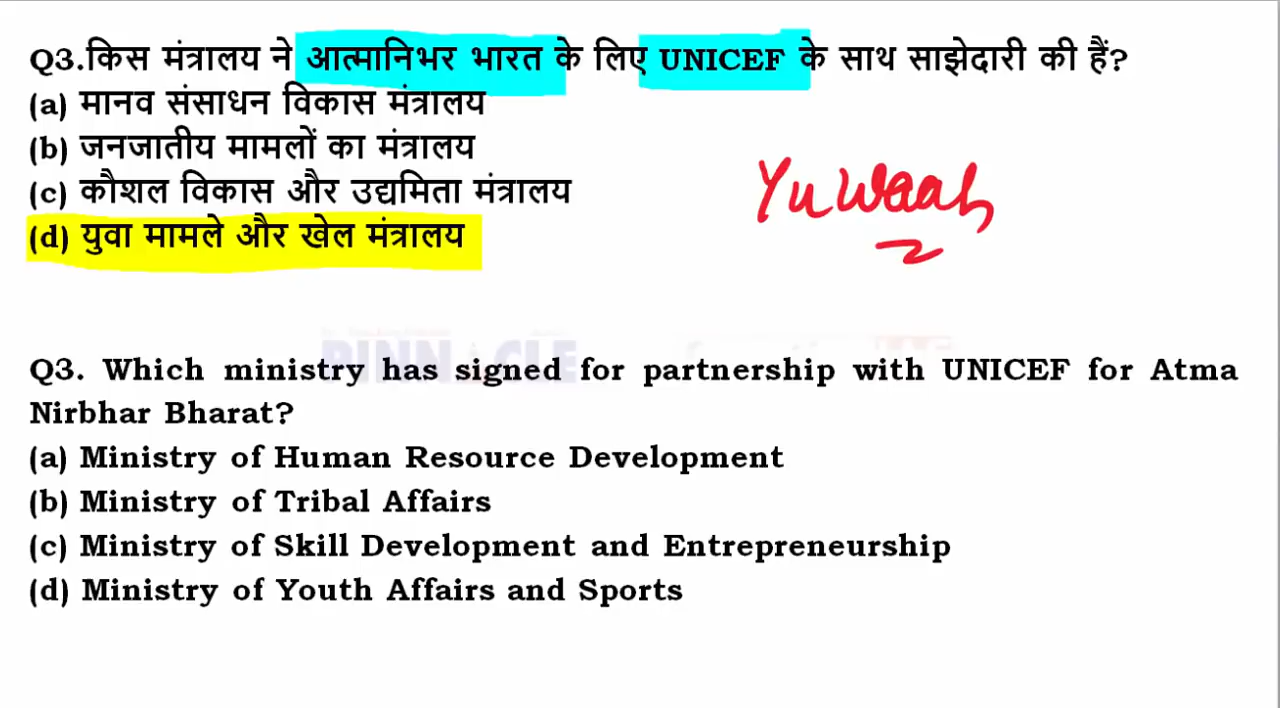 Q3.किस मंत्रालय ने आत्मानिभर भारत के लिए UNICEF के साथ साझेदारी की हैं?
(a) मानव संसाधन विकास मंत्रालय
(b) जनजातीय मामलों का मंत्रालय
(c) कौशल विकास और उद्यमिता मंत्रालय
(d) युवा मामले और खेल मंत्रालय
Yuwaah
PINNACLE
Q3. Which ministry has signed for partnership with UNICEF for Atma
Nirbhar Bharat?
(a) Ministry of Human Resource Development
(b) Ministry of Tribal Affairs
(c) Ministry of Skill Development and Entrepreneurship
(d) Ministry of Youth Affairs and Sports